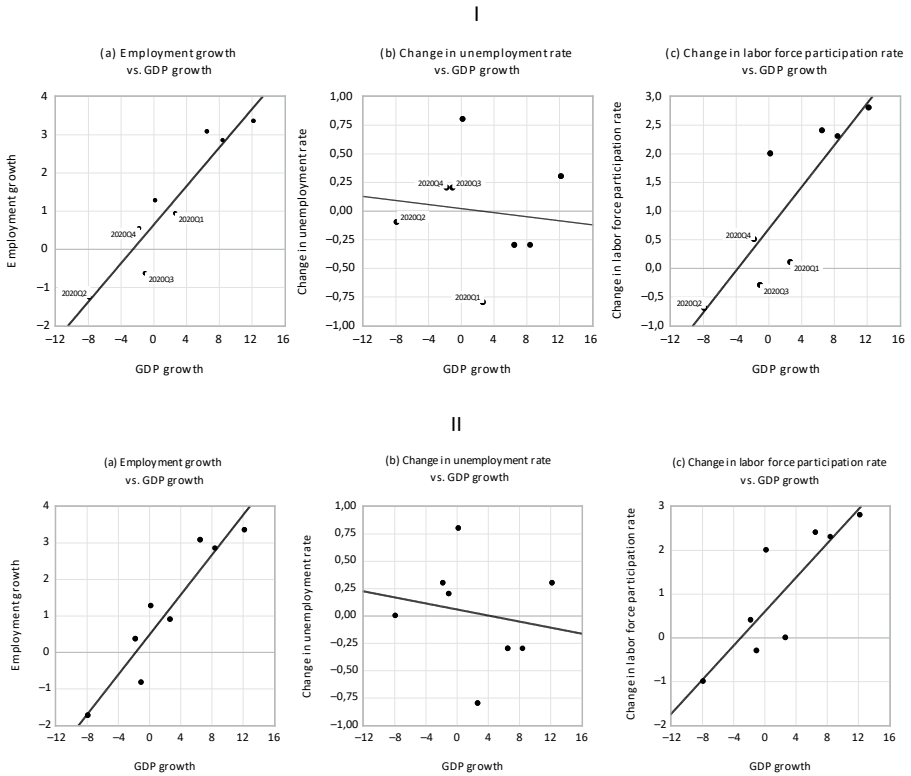 I
(a) Employment growth
vs. GDP growth
(b) Change in unemployment rate
vs. GDP growth
(c) Change in labor force participation rate
vs. GDP growth
Employment growth
4
3
2
1
0
−1
−2
2020Q1
2020Q4
2020Q3
2020Q2
−12 −8 −4 0 4 8 12 16
GDP growth
Change in unemployment rate
1,00
0,75
0,50
0,25
0,00
−0,25
−0,50
−0,75
−1,00
2020Q4 2020Q3
2020Q2
2020Q1
−12 −8 −4 0 4 8 12 16
GDP growth
Change in labor force participation rate
3,0
2,5
2,0
1,5
1,0
0,5
0,0
−0,5
−1,0
2020Q4
2020Q1
2020Q3
2020Q2
−12 −8 −4 0 4 8 12 16
GDP growth
II
(a) Employment growth
vs. GDP growth
(b) Change in unemployment rate
vs. GDP growth
(c) Change in labor force participation rate
vs. GDP growth
Employment growth
4
3
2
1
0
−1
−2
−12 −8 −4 0 4 8 12 16
GDP growth
Change in unemployment rate
1,00
0,75
0,50
0,25
0,00
−0,25
−0,50
−0,75
−1,00
−12 −8 −4 0 4 8 12 16
GDP growth
Change in labor force participation rate
3
2
1
0
−1
−2
−12 −8 −4 0 4 8 12 16
GDP growth